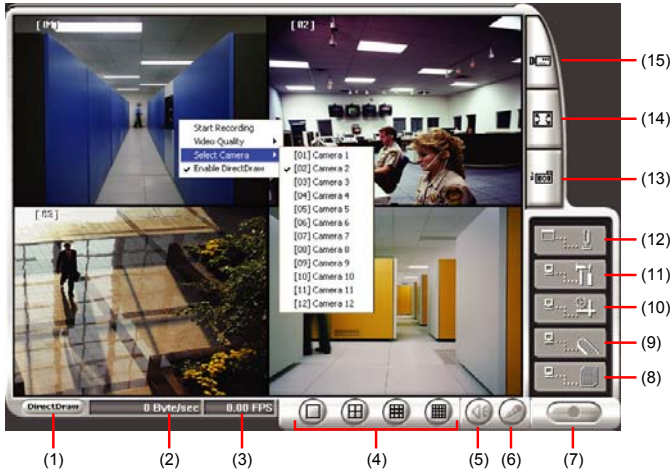 [01]
[02]
Start Recording
Video Quality
Select Camera
Enable DirectDraw
[01] Camera 1
[02] Camera 2
[03] Camera 3
[04] Camera 4
[05] Camera 5
[06] Camera 6
[07] Camera 7
[08] Camera 8
[09] Camera 9
[10] Camera 10
[11] Camera 11
[12] Camera 12
[03]
DirectDraw
0 Byte/sec
0.00 FPS
(15)
(14)
(13)
(12)
(11)
(10)
(9)
(8)
(1)
(2)
(3)
(4)
(5)
(6)
(7)